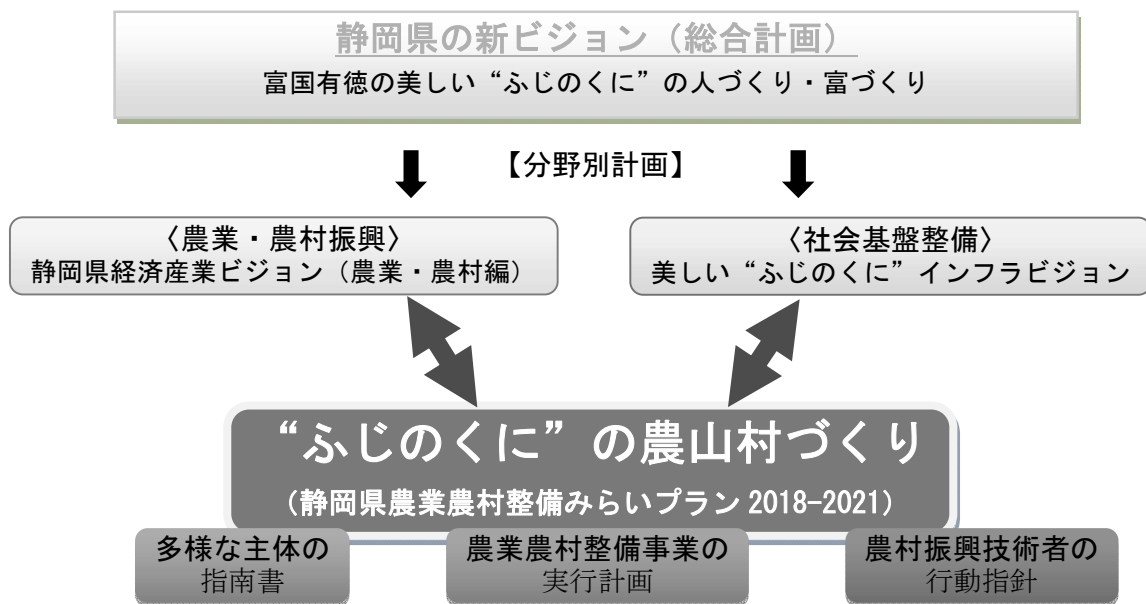 静岡県の新ビジョン（総合計画）
富国有徳の美しい“ふじのくに”の人づくり・富づくり
【分野別計画】
〈農業・農村振興〉
静岡県経済産業ビジョン（農業・農村編）
〈社会基盤整備〉
美しい“ふじのくに”インフラビジョン
“ふじのくに”の農山村づくり
（静岡県農業農村整備みらいプラン 2018-2021）
多様な主体の
指南書
農業農村整備事業の
実行計画
農村振興技術者の
行動指針